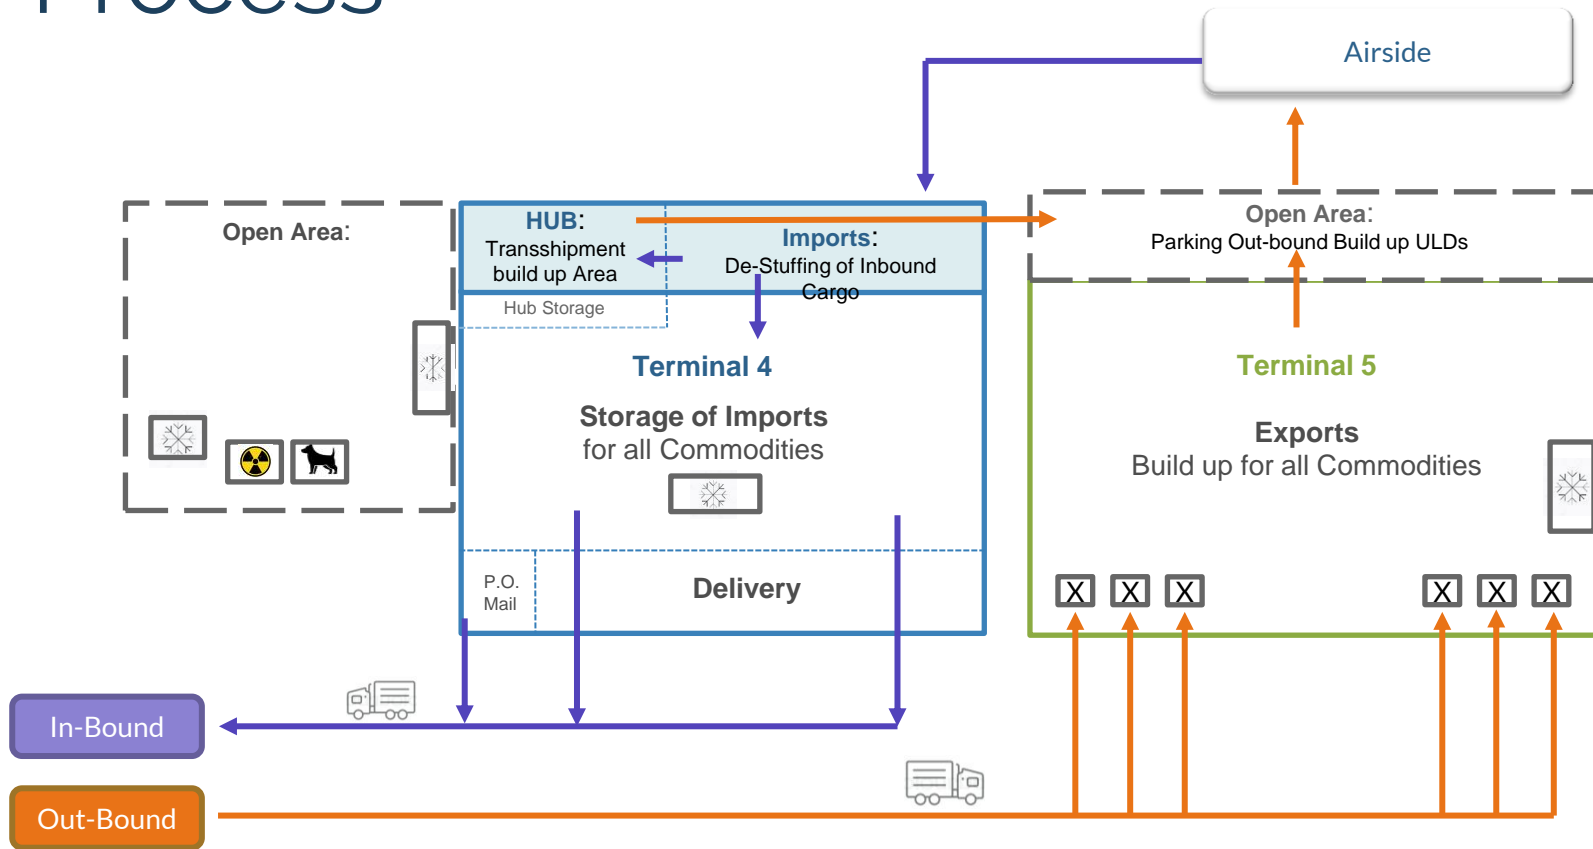 Process
Airside
Open Area:
HUB:
Transshipment
build up Area
Imports:
De-Stuffing of Inbound
Cargo
Open Area:
Parking Out-bound Build up ULDs
Hub Storage
Terminal 4
Storage of Imports
for all Commodities
Terminal 5
Exports
Build up for all Commodities
P.O.
Mail
Delivery
X X X X X X
In-Bound
Out-Bound